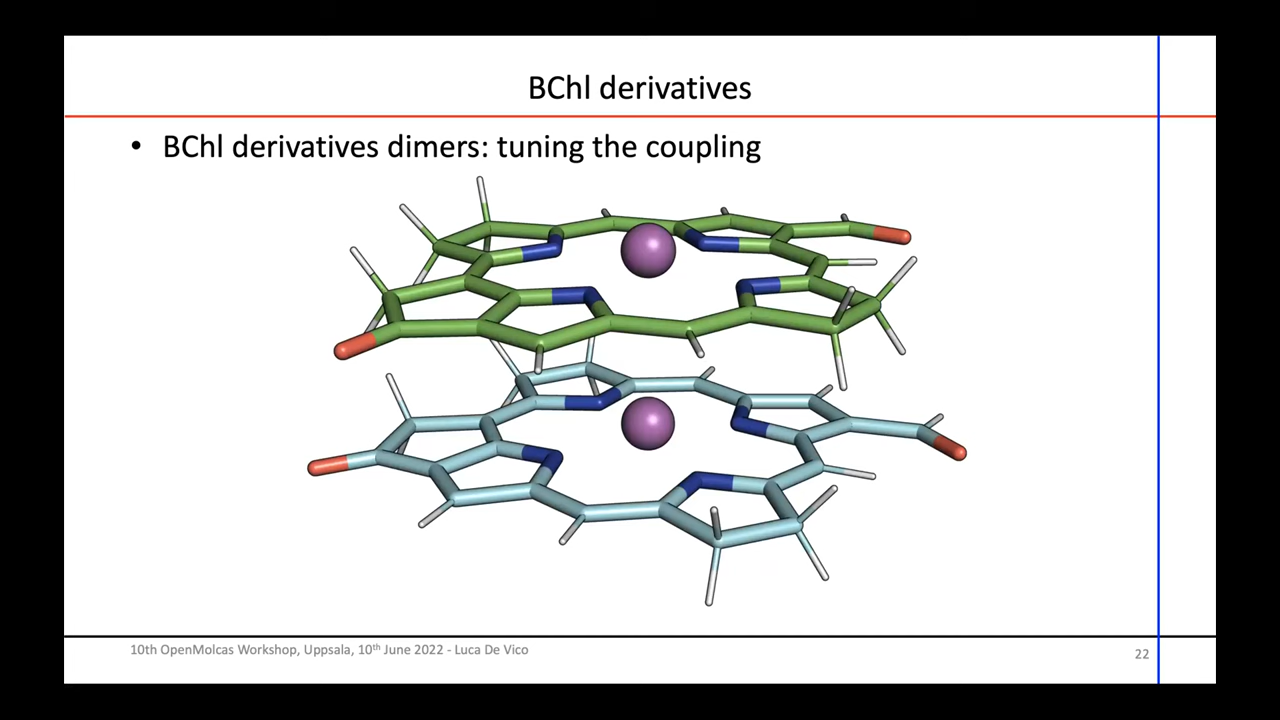 BChl derivatives
• BChl derivatives dimers: tuning the coupling
10th OpenMolcas Workshop, Uppsala, 10th June 2022 - Luca De Vico
22